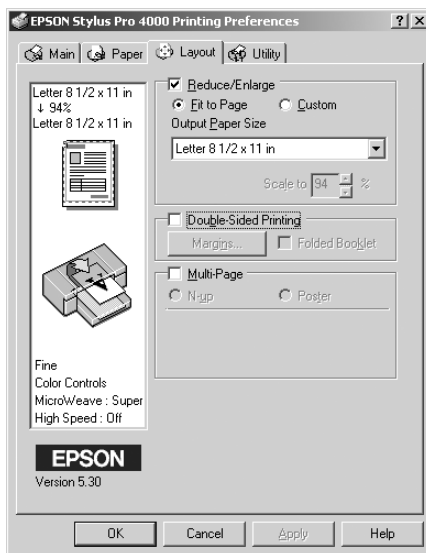 EPSON Stylus Pro 4000 Printing Preferences
Main Paper Layout Utility
Letter 8 1/2 x 11 in
↓ 94%
Letter 8 1/2 x 11 in
Fine
Color Controls
MicroWeave : Super
High Speed : Off
EPSON
Version 5.30
Reduce/Enlarge
Fit to Page Custom
Output Paper Size
Letter 8 1/2 x 11 in
Scale to 94 %
Double-Sided Printing
Margins... Folded Booklet
Multi-Page
N-up Poster
OK Cancel Apply Help